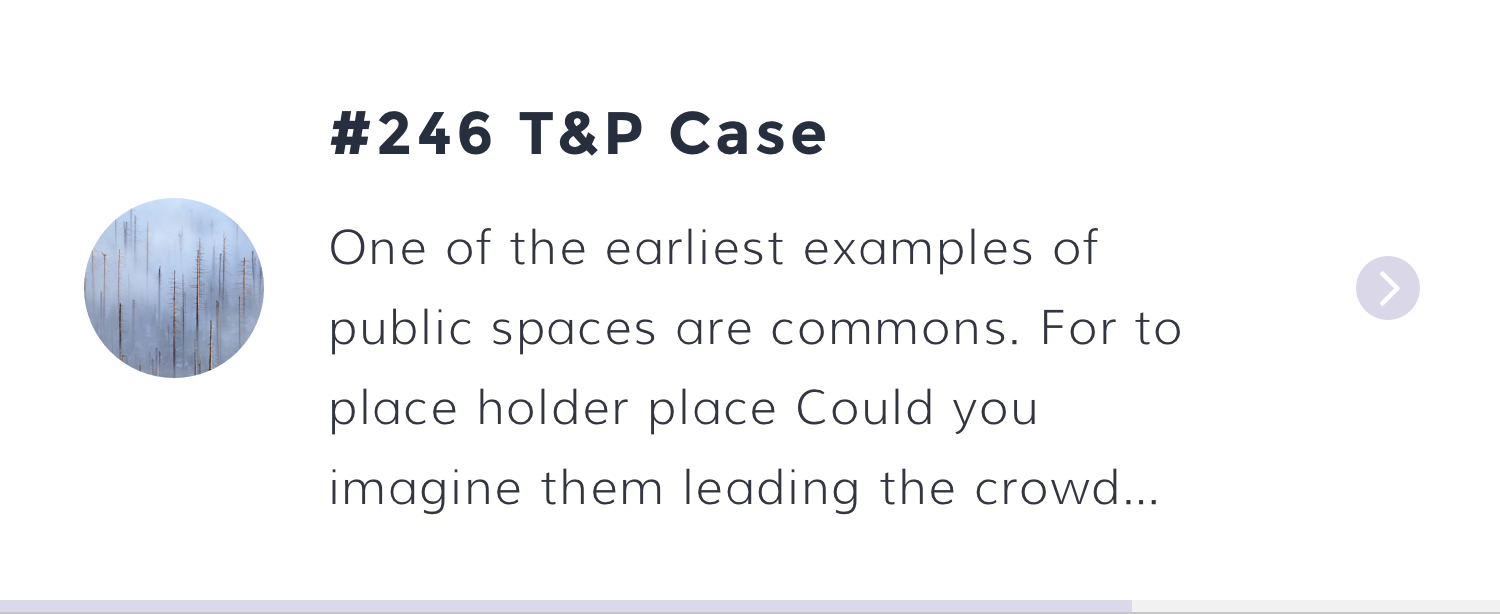 #246 T&P Case
One of the earliest examples of
public spaces are commons. For to
place holder place Could you
imagine them leading the crowd...